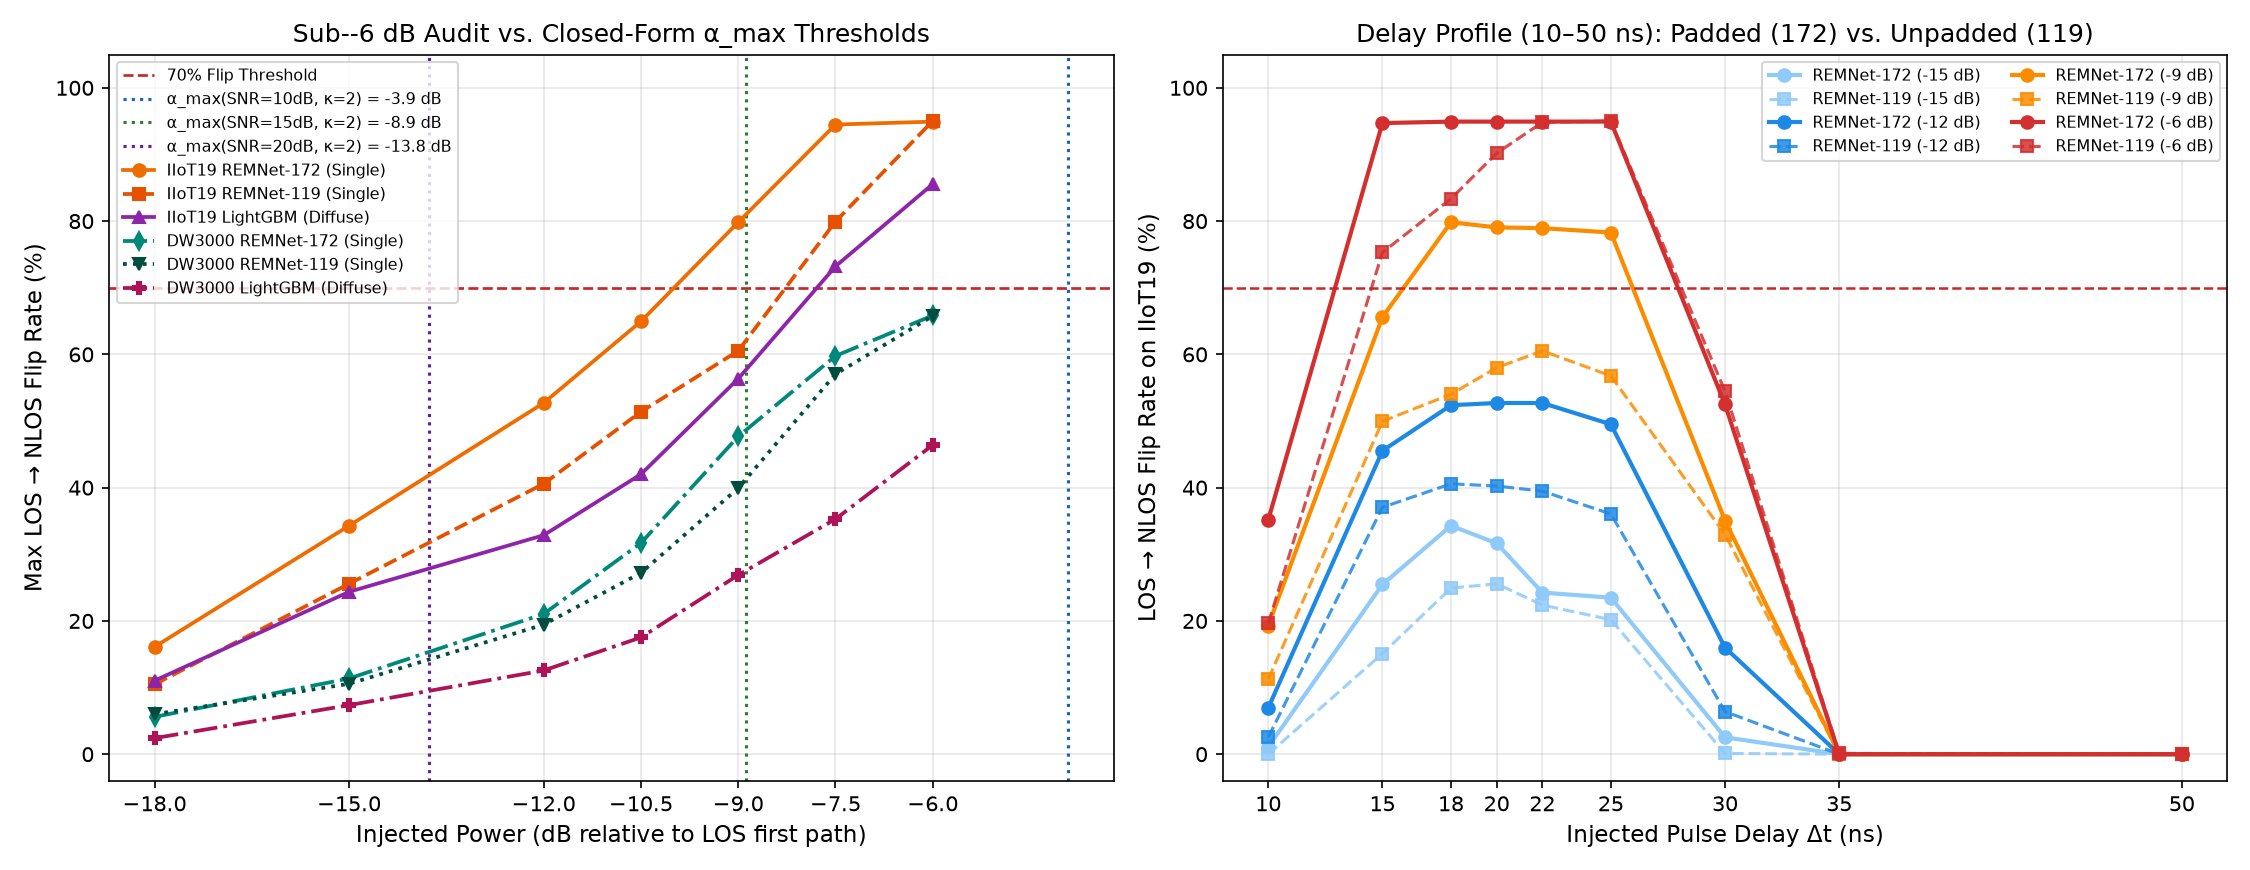 Sub--6 dB Audit vs. Closed-Form α_max Thresholds
Max LOS → NLOS Flip Rate (%)
100
80
60
40
20
0
70% Flip Threshold
α_max(SNR=10dB, κ=2) = -3.9 dB
α_max(SNR=15dB, κ=2) = -8.9 dB
α_max(SNR=20dB, κ=2) = -13.8 dB
IIoT19 REMNet-172 (Single)
IIoT19 REMNet-119 (Single)
IIoT19 LightGBM (Diffuse)
DW3000 REMNet-172 (Single)
DW3000 REMNet-119 (Single)
DW3000 LightGBM (Diffuse)
−18.0 −15.0 −12.0 −10.5 −9.0 −7.5 −6.0
Injected Power (dB relative to LOS first path)
Delay Profile (10–50 ns): Padded (172) vs. Unpadded (119)
LOS → NLOS Flip Rate on IIoT19 (%)
100
80
60
40
20
0
REMNet-172 (-15 dB)
REMNet-119 (-15 dB)
REMNet-172 (-12 dB)
REMNet-119 (-12 dB)
REMNet-172 (-9 dB)
REMNet-119 (-9 dB)
REMNet-172 (-6 dB)
REMNet-119 (-6 dB)
10 15 18 20 22 25 30 35 50
Injected Pulse Delay Δt (ns)